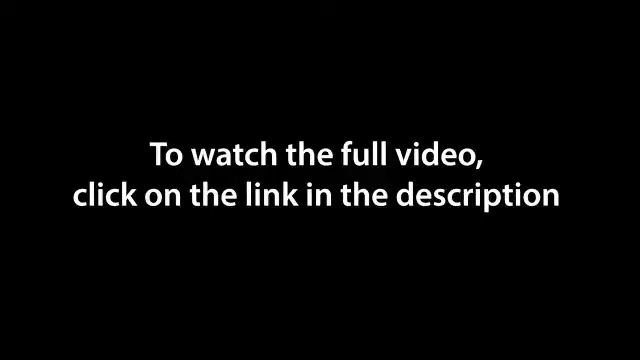 To watch the full video,
click on the link in the description